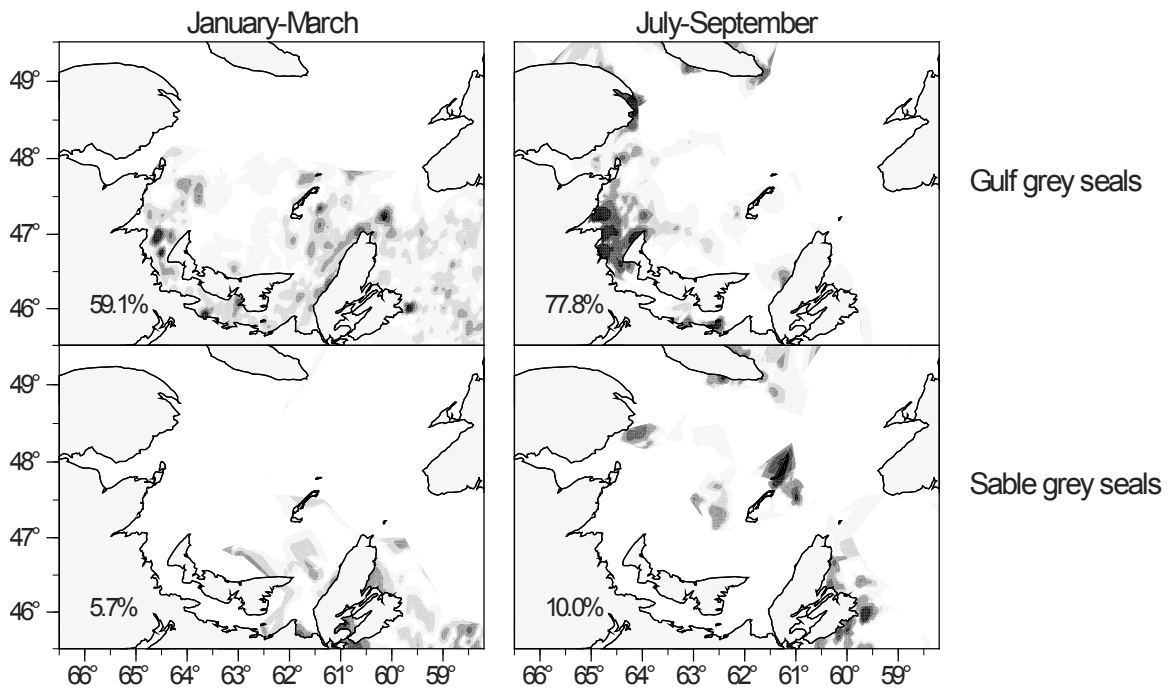 January-March July-September
49°
48°
47°
46°
59.1% 77.8%
Gulf grey seals
49°
48°
47°
46°
5.7% 10.0%
Sable grey seals
66° 65° 64° 63° 62° 61° 60° 59° 66° 65° 64° 63° 62° 61° 60° 59°